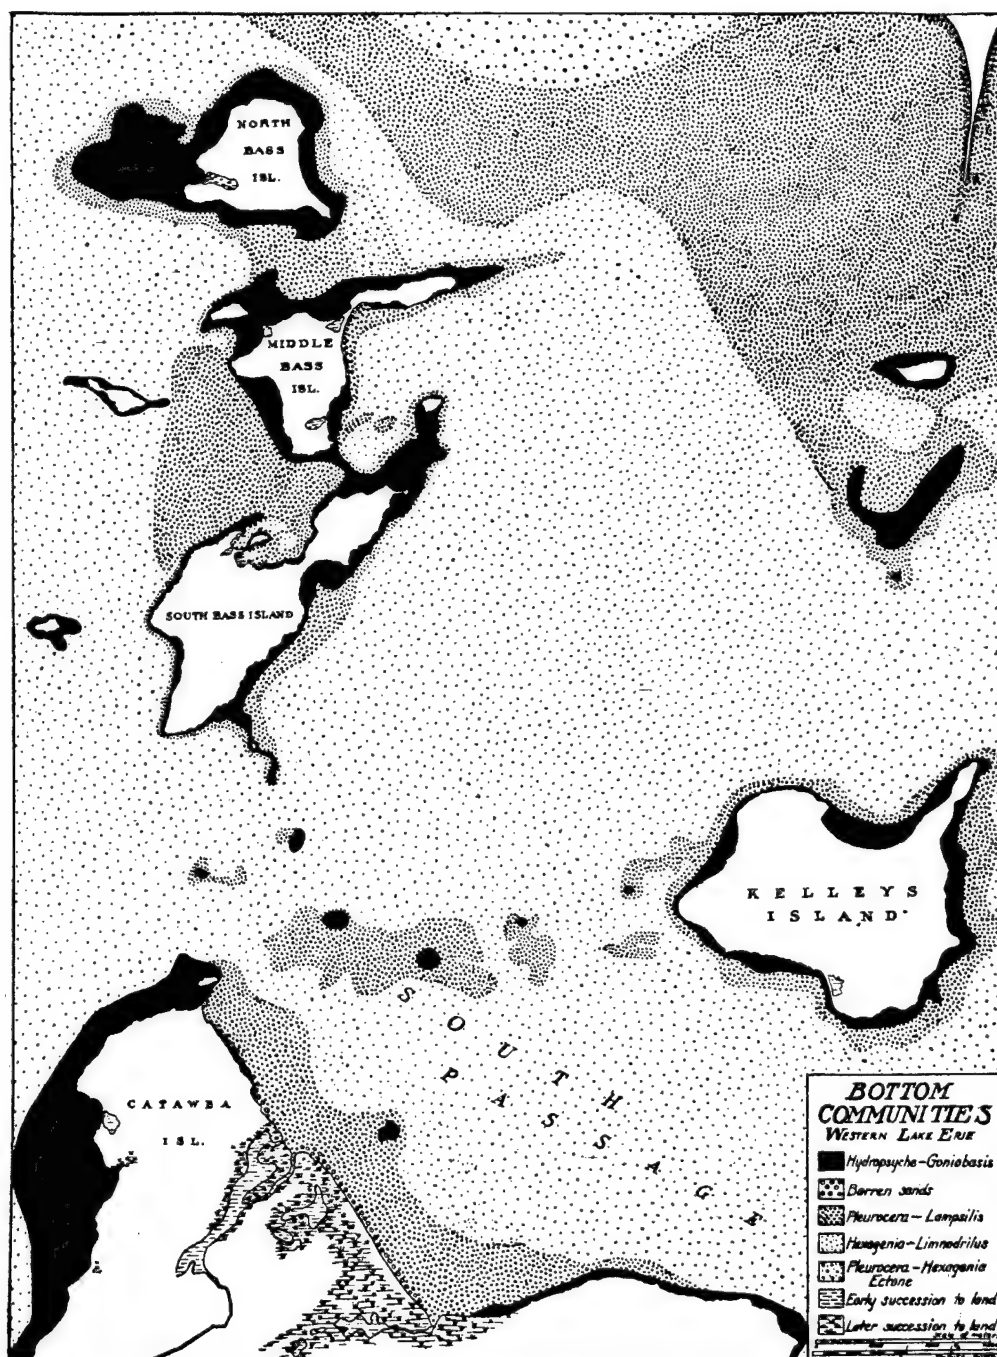 NORTH
BASS
ISL.
MIDDLE
BASS
ISL.
SOUTH BASS ISLAND
KELLEYS
ISLAND
SOUTH
PASSAGE
CATAWBA
ISL.
BOTTOM
COMMUNITIES
WESTERN LAKE ERIE
Hydropsyche-Goniobasis
Barren sands
Pleurocera-Lampsilis
Hexagenia-Limnodrilus
Pleurocera-Hexagenia
Ectone
Early succession to land
Later succession to land